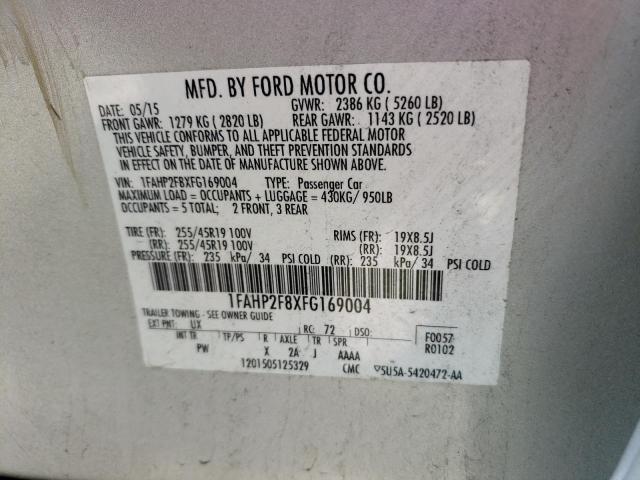 MFD. BY FORD MOTOR CO.
DATE: 05/15 GVWR: 2386 KG ( 5260 LB)
FRONT GAWR: 1279 KG ( 2820 LB) REAR GAWR: 1143 KG ( 2520 LB)
THIS VEHICLE CONFORMS TO ALL APPLICABLE FEDERAL MOTOR
VEHICLE SAFETY, BUMPER, AND THEFT PREVENTION STANDARDS
IN EFFECT ON THE DATE OF MANUFACTURE SHOWN ABOVE.
VIN: 1FAHP2F8XFG169004 TYPE: Passenger Car
MAXIMUM LOAD = OCCUPANTS + LUGGAGE = 430KG/ 950LB
OCCUPANTS = 5 TOTAL; 2 FRONT, 3 REAR
TIRE (FR): 255/45R19 100V RIMS (FR): 19X8.5J
(RR): 255/45R19 100V (RR): 19X8.5J
PRESSURE (FR): 235 kPa/ 34 PSI COLD (RR): 235 kPa/ 34 PSI COLD
1FAHP2F8XFG169004
TRAILER TOWING - SEE OWNER GUIDE
EXT PNT: UX RC: 72 DSO: F0057
INT TR TP/PS R AXLE TR SPR R0102
PW X 2A J AAAA
1201505125329 CMC 5U5A-5420472-AA